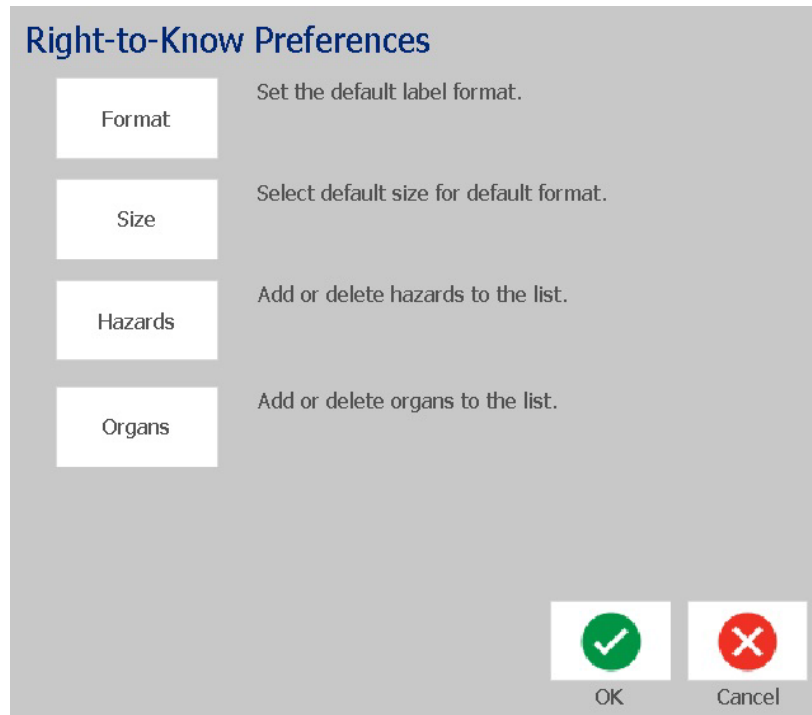 Right-to-Know Preferences
Format
Set the default label format.
Size
Select default size for default format.
Hazards
Add or delete hazards to the list.
Organs
Add or delete organs to the list.
OK
Cancel